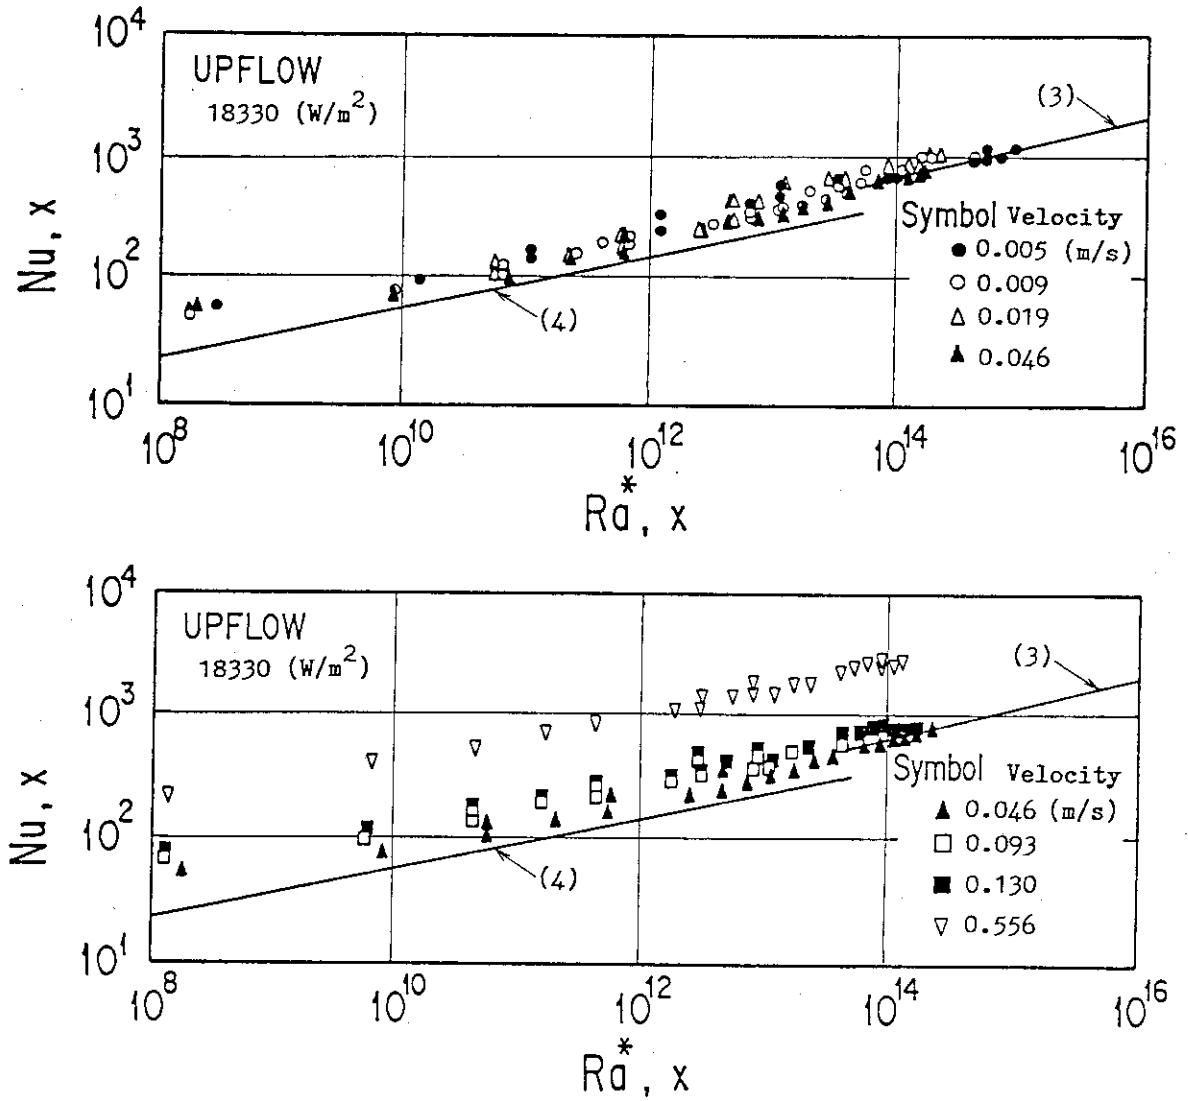 10^4
UPFLOW
18330 (W/m^2)
(3)
10^3
Nu, x
Symbol Velocity
● 0.005 (m/s)
10^2
○ 0.009
(4)
△ 0.019
▲ 0.046
10^1
10^8 10^10 10^12 10^14 10^16
Ra*, x
10^4
UPFLOW
18330 (W/m^2)
(3)
10^3
Nu, x
Symbol Velocity
▲ 0.046 (m/s)
10^2
□ 0.093
(4)
■ 0.130
▽ 0.556
10^1
10^8 10^10 10^12 10^14 10^16
Ra*, x